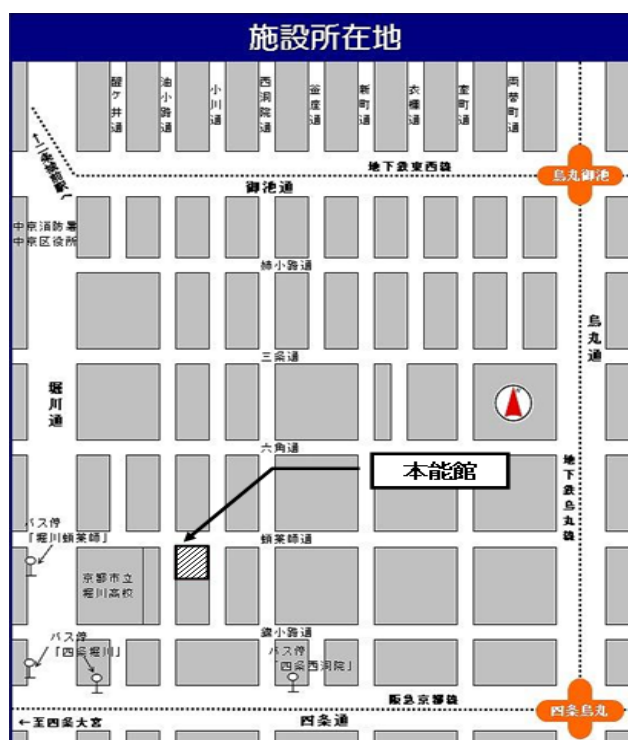 施設所在地
醒ケ井通
油小路通
小川通
西洞院通
釜座通
新町通
衣棚通
室町通
両替町通
地下鉄東西線
烏丸御池
御池通
中京消防署
中京区役所
姉小路通
烏丸通
三条通
堀川通
六角通
本能館
地下鉄烏丸線
バス停
「堀川蛸薬師」
蛸薬師通
京都市立
堀川高校
錦小路通
バス停
「四条堀川」
バス停
「四条西洞院」
阪急京都線
四条烏丸
←至四条大宮
四条通